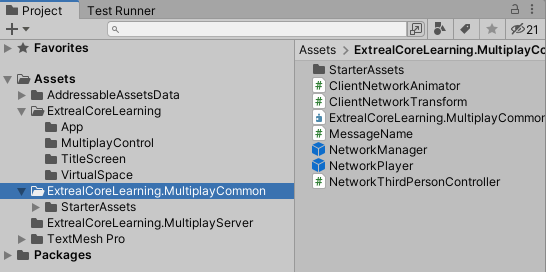 Project
Test Runner
21
Favorites
Assets
AddressableAssetsData
ExtrealCoreLearning
App
MultiplayControl
TitleScreen
VirtualSpace
ExtrealCoreLearning.MultiplayCommon
StarterAssets
ExtrealCoreLearning.MultiplayServer
TextMesh Pro
Packages
Assets ExtrealCoreLearning.MultiplayCo
StarterAssets
ClientNetworkAnimator
ClientNetworkTransform
ExtrealCoreLearning.MultiplayCommon
MessageName
NetworkManager
NetworkPlayer
NetworkThirdPersonController